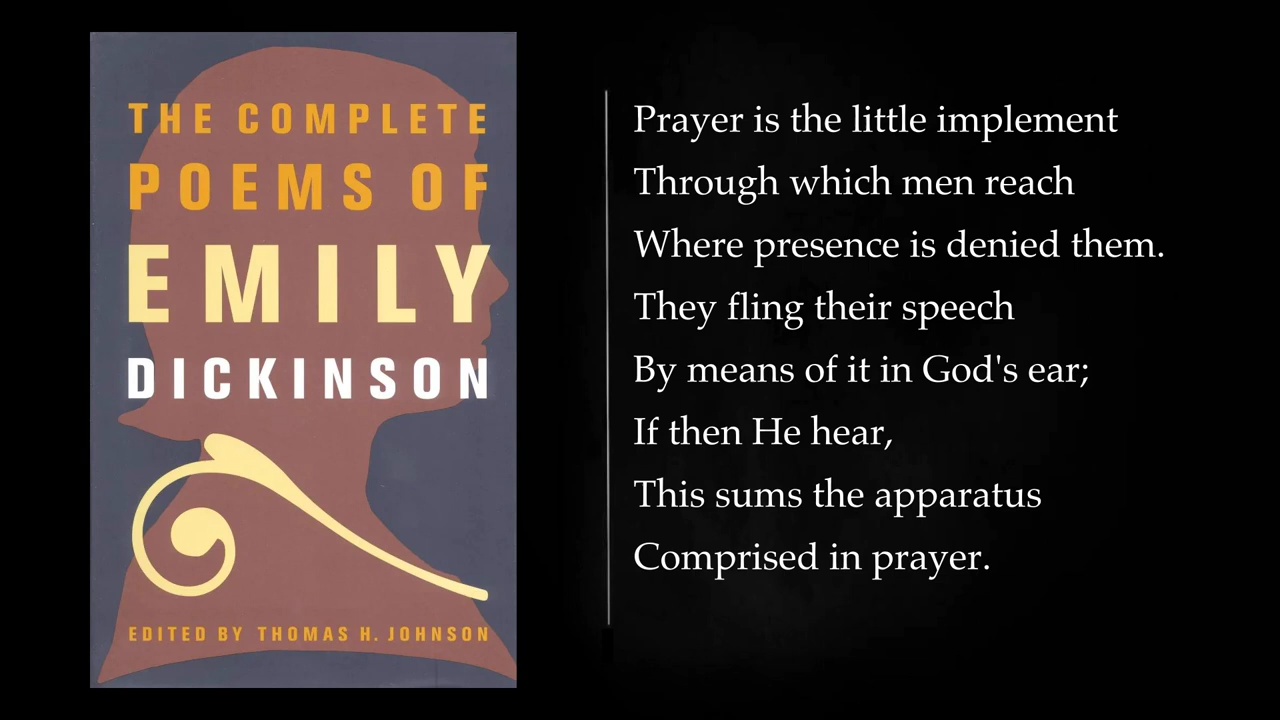 THE COMPLETE
POEMS OF
EMILY
DICKINSON
EDITED BY THOMAS H. JOHNSON
Prayer is the little implement
Through which men reach
Where presence is denied them.
They fling their speech
By means of it in God's ear;
If then He hear,
This sums the apparatus
Comprised in prayer.